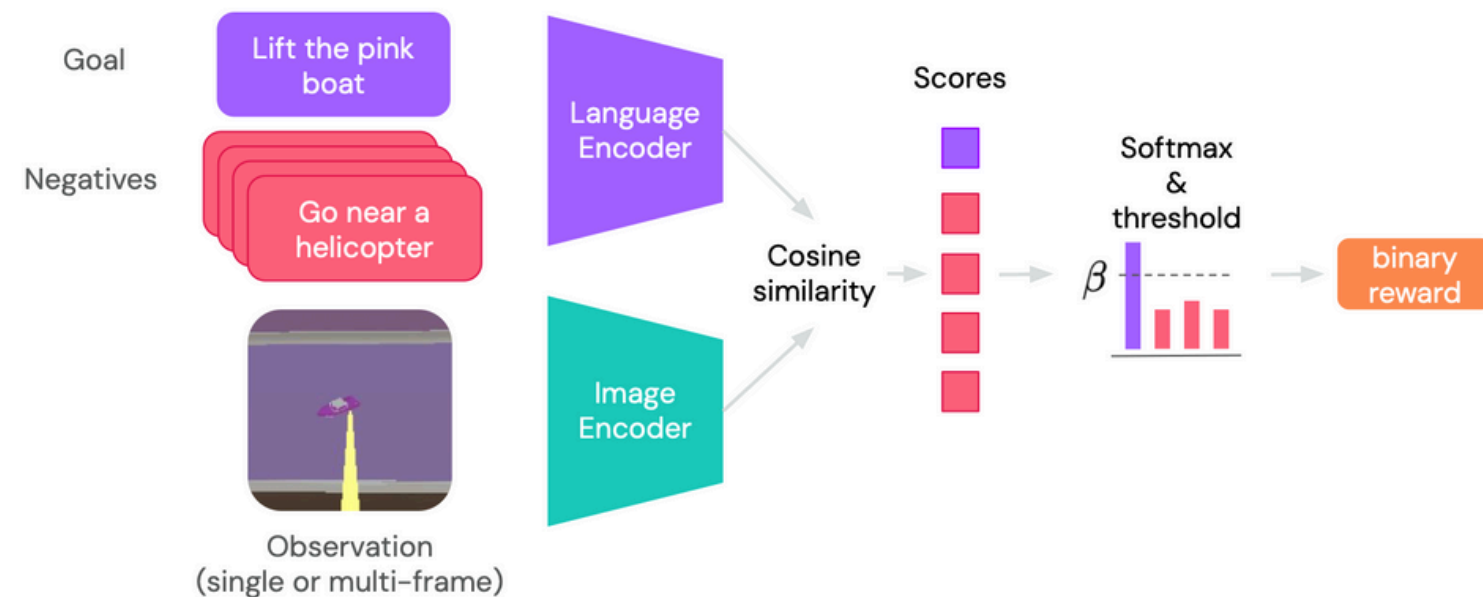 Goal
Lift the pink
boat
Negatives
Go near a
helicopter
Observation
(single or multi-frame)
Language
Encoder
Image
Encoder
Cosine
similarity
Scores
Softmax
&
threshold
β
binary
reward